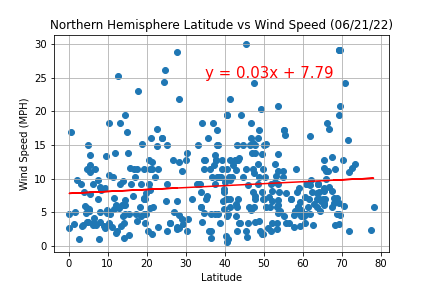 Northern Hemisphere Latitude vs Wind Speed (06/21/22)
30
25
20
15
10
5
0
Wind Speed (MPH)
y = 0.03x + 7.79
0 10 20 30 40 50 60 70 80
Latitude